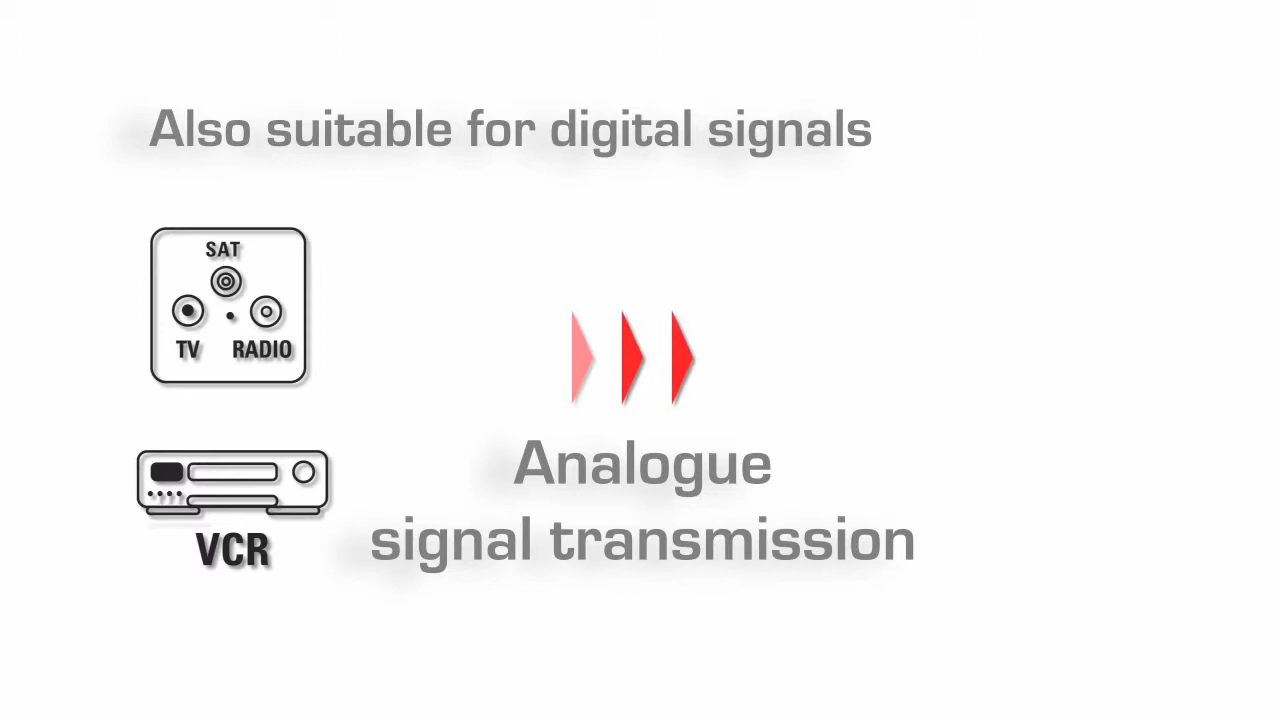 Also suitable for digital signals
SAT
TV RADIO
VCR
Analogue
signal transmission